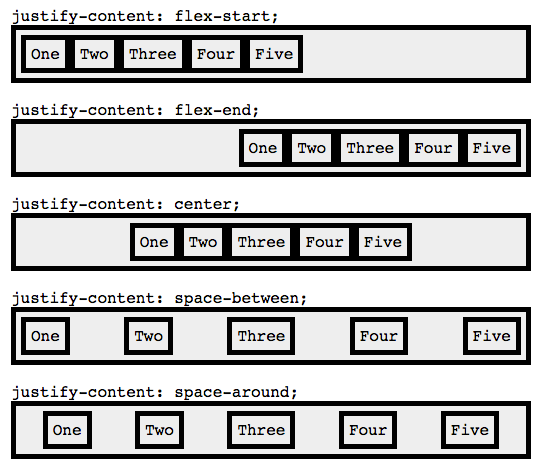 justify-content: flex-start;
One Two Three Four Five
justify-content: flex-end;
One Two Three Four Five
justify-content: center;
One Two Three Four Five
justify-content: space-between;
One Two Three Four Five
justify-content: space-around;
One Two Three Four Five